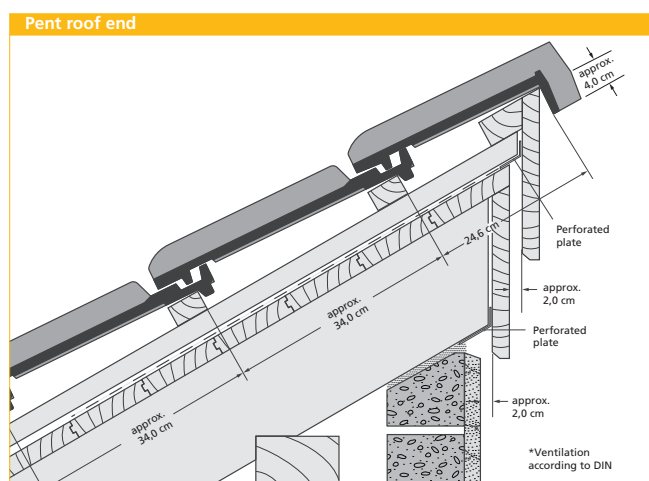 Pent roof end
approx.
4,0 cm
24,6 cm
Perforated
plate
approx.
2,0 cm
approx.
34,0 cm
Perforated
plate
approx.
2,0 cm
approx.
34,0 cm
*Ventilation
according to DIN